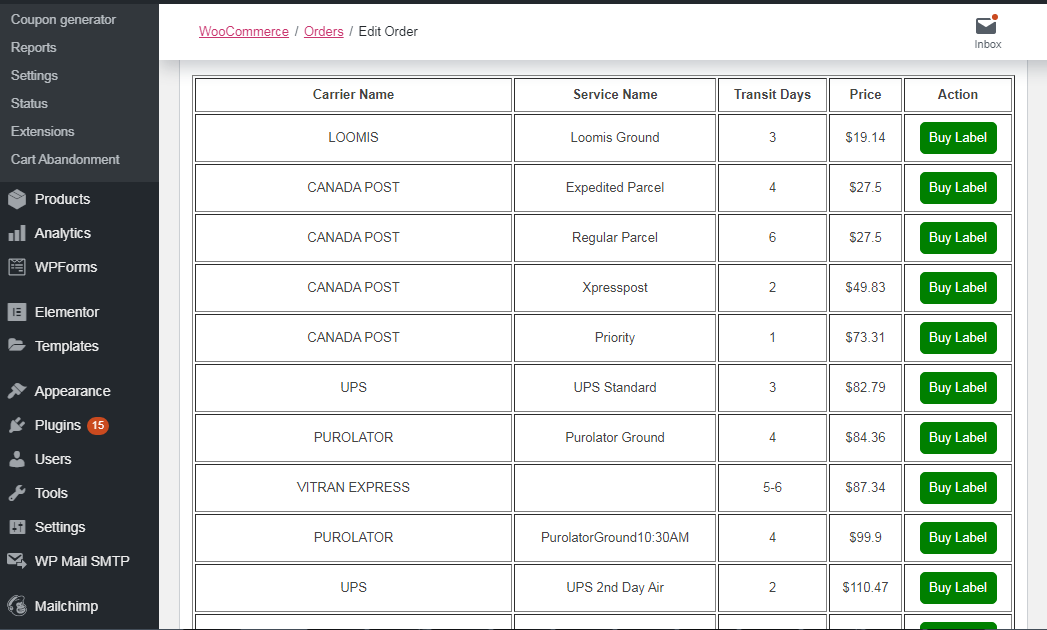 Coupon generator
Reports
Settings
Status
Extensions
Cart Abandonment
Products
Analytics
WPForms
Elementor
Templates
Appearance
Plugins 15
Users
Tools
Settings
WP Mail SMTP
Mailchimp
WooCommerce / Orders / Edit Order
Inbox
Carrier Name Service Name Transit Days Price Action
LOOMIS Loomis Ground 3 $19.14 Buy Label
CANADA POST Expedited Parcel 4 $27.5 Buy Label
CANADA POST Regular Parcel 6 $27.5 Buy Label
CANADA POST Xpresspost 2 $49.83 Buy Label
CANADA POST Priority 1 $73.31 Buy Label
UPS UPS Standard 3 $82.79 Buy Label
PUROLATOR Purolator Ground 4 $84.36 Buy Label
VITRAN EXPRESS 5-6 $87.34 Buy Label
PUROLATOR PurolatorGround10:30AM 4 $99.9 Buy Label
UPS UPS 2nd Day Air 2 $110.47 Buy Label